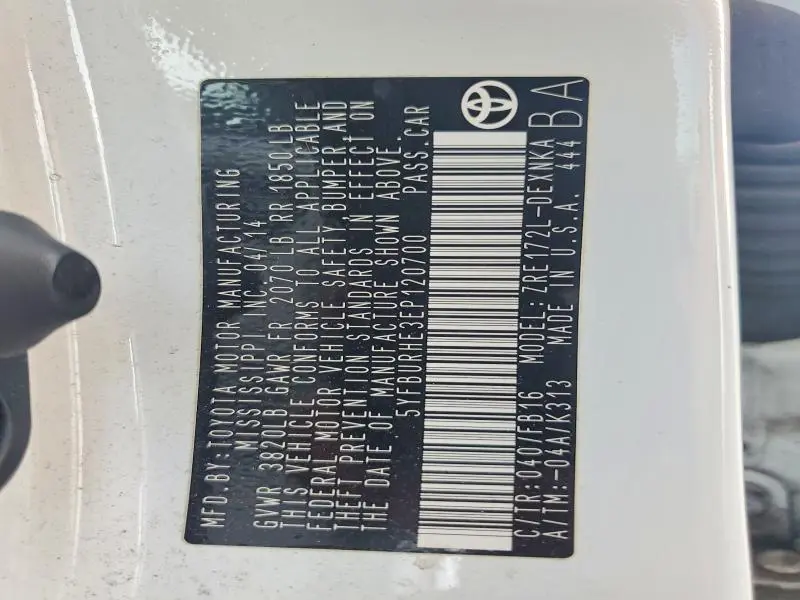 MFD.BY:TOYOTA MOTOR MANUFACTURING
MISSISSIPPI INC.04/14
GVWR 3820LB GAWR FR 2070LB RR 1850LB
THIS VEHICLE CONFORMS TO ALL APPLICABLE
FEDERAL MOTOR VEHICLE SAFETY, BUMPER, AND
THEFT PREVENTION STANDARDS IN EFFECT ON
THE DATE OF MANUFACTURE SHOWN ABOVE.
5YFBURHE3EP120700 PASS.CAR
C/TR:040/FB16 MODEL:ZRE172L-DEXNKA
A/TM:-04A/K313 MADE IN U.S.A. 444
BA